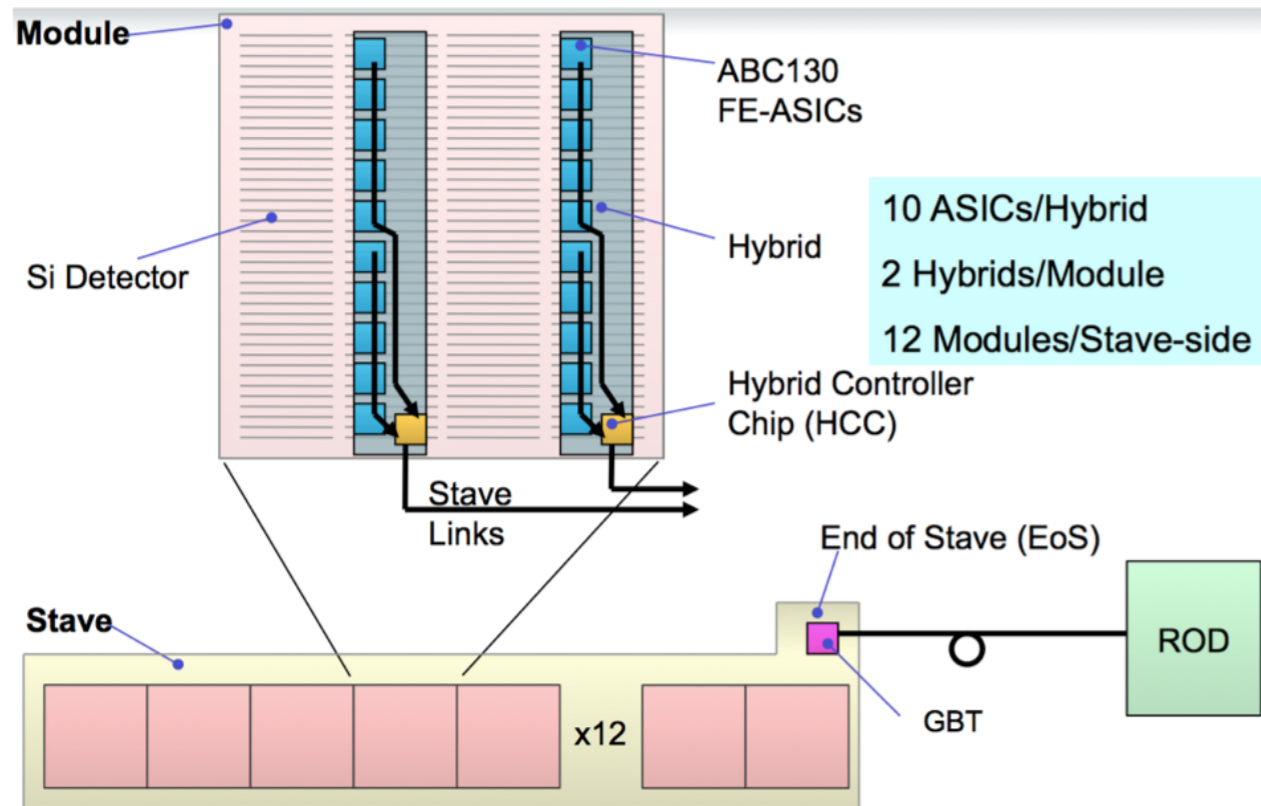 Module
ABC130
FE-ASICs
10 ASICs/Hybrid
Hybrid
2 Hybrids/Module
Si Detector
12 Modules/Stave-side
Hybrid Controller
Chip (HCC)
Stave
Links
End of Stave (EoS)
Stave
ROD
GBT
x12